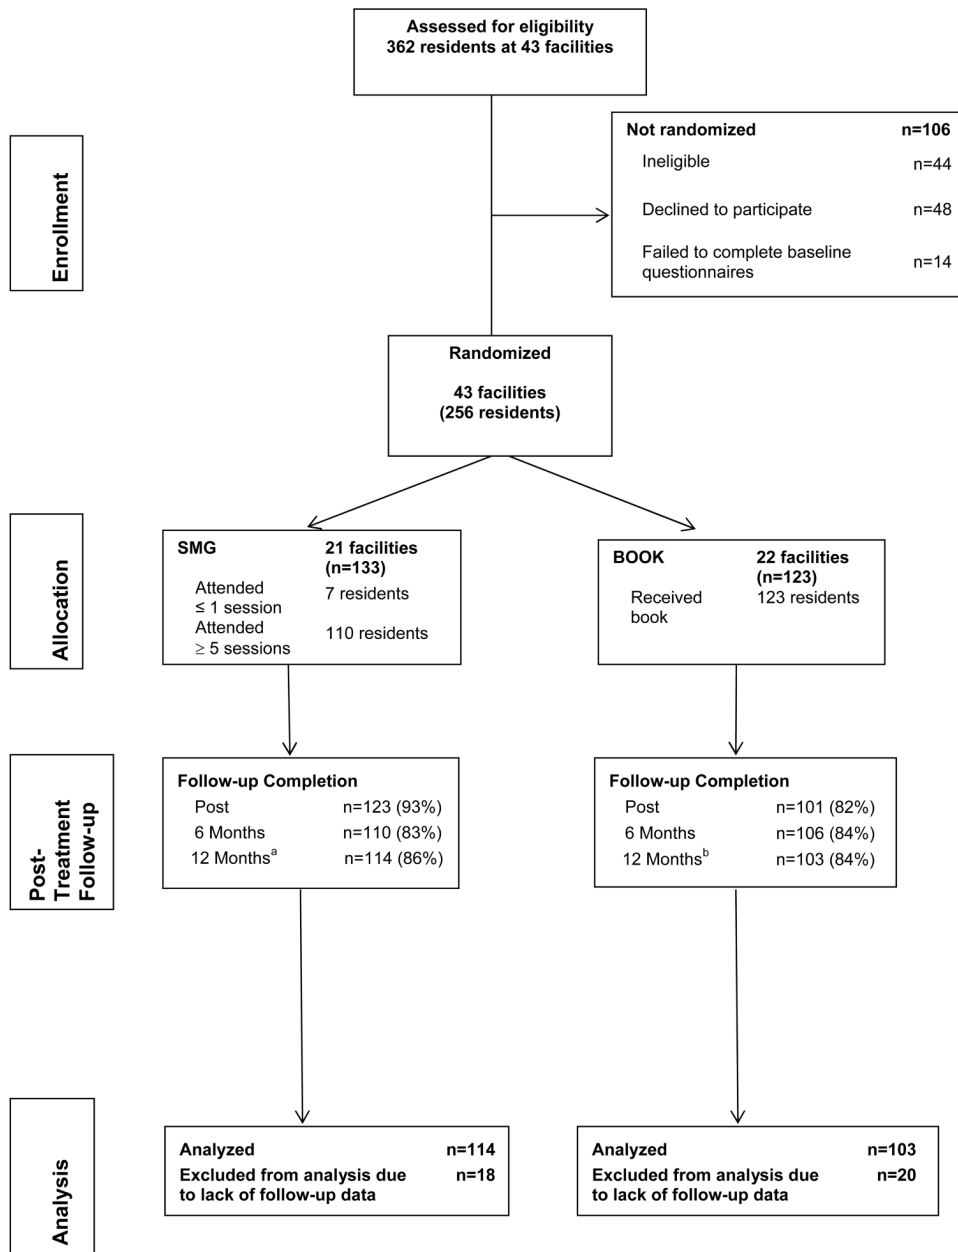 Assessed for eligibility
362 residents at 43 facilities
Enrollment
Not randomized n=106
Ineligible n=44
Declined to participate n=48
Failed to complete baseline
questionnaires n=14
Randomized
43 facilities
(256 residents)
Allocation
SMG 21 facilities
(n=133)
Attended
≤ 1 session 7 residents
Attended
≥ 5 sessions 110 residents
BOOK 22 facilities
(n=123)
Received
book 123 residents
Post-
Treatment
Follow-up
Follow-up Completion
Post n=123 (93%)
6 Months n=110 (83%)
12 Monthsᵃ n=114 (86%)
Follow-up Completion
Post n=101 (82%)
6 Months n=106 (84%)
12 Monthsᵇ n=103 (84%)
Analysis
Analyzed n=114
Excluded from analysis due n=18
to lack of follow-up data
Analyzed n=103
Excluded from analysis due n=20
to lack of follow-up data